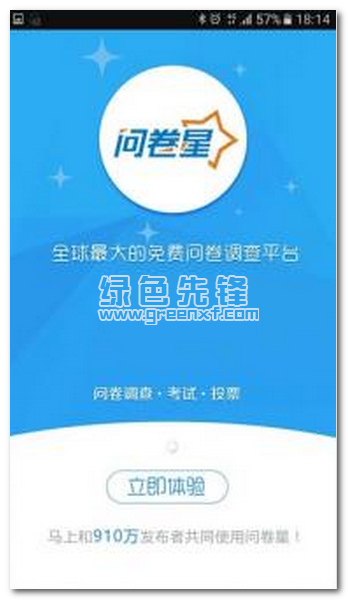 57% 18:14
问卷星
全球最大的免费问卷调查平台
绿色先锋
www.greenxf.com
问卷调查·考试·投票
立即体验
马上和910万发布者共同使用问卷星！